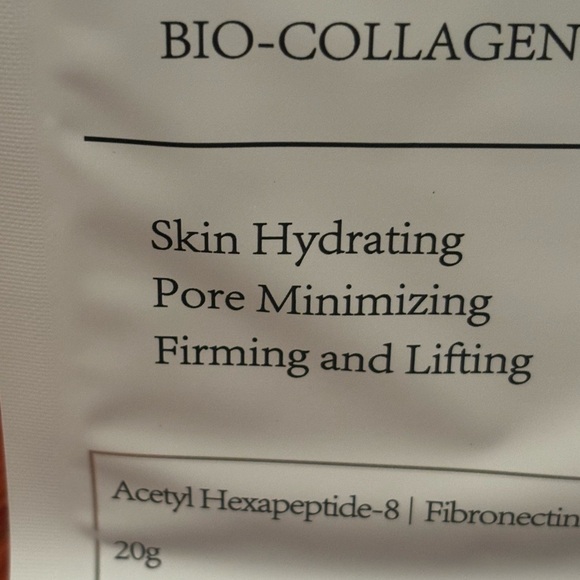 BIO-COLLAGEN
Skin Hydrating
Pore Minimizing
Firming and Lifting
Acetyl Hexapeptide-8 | Fibronectin
20g